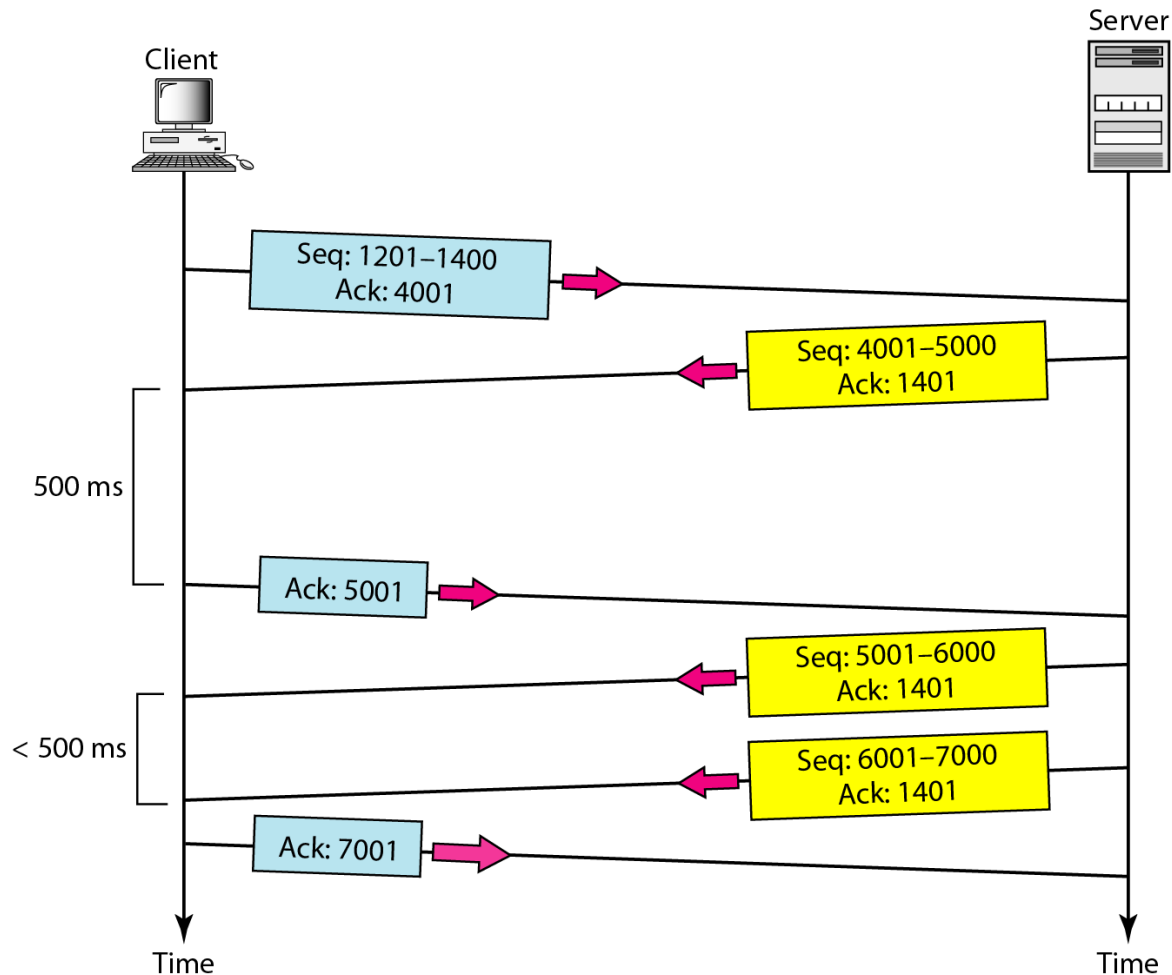 Server
Client
Seq: 1201–1400
Ack: 4001
Seq: 4001–5000
Ack: 1401
500 ms
Ack: 5001
Seq: 5001–6000
Ack: 1401
< 500 ms
Seq: 6001–7000
Ack: 1401
Ack: 7001
Time
Time